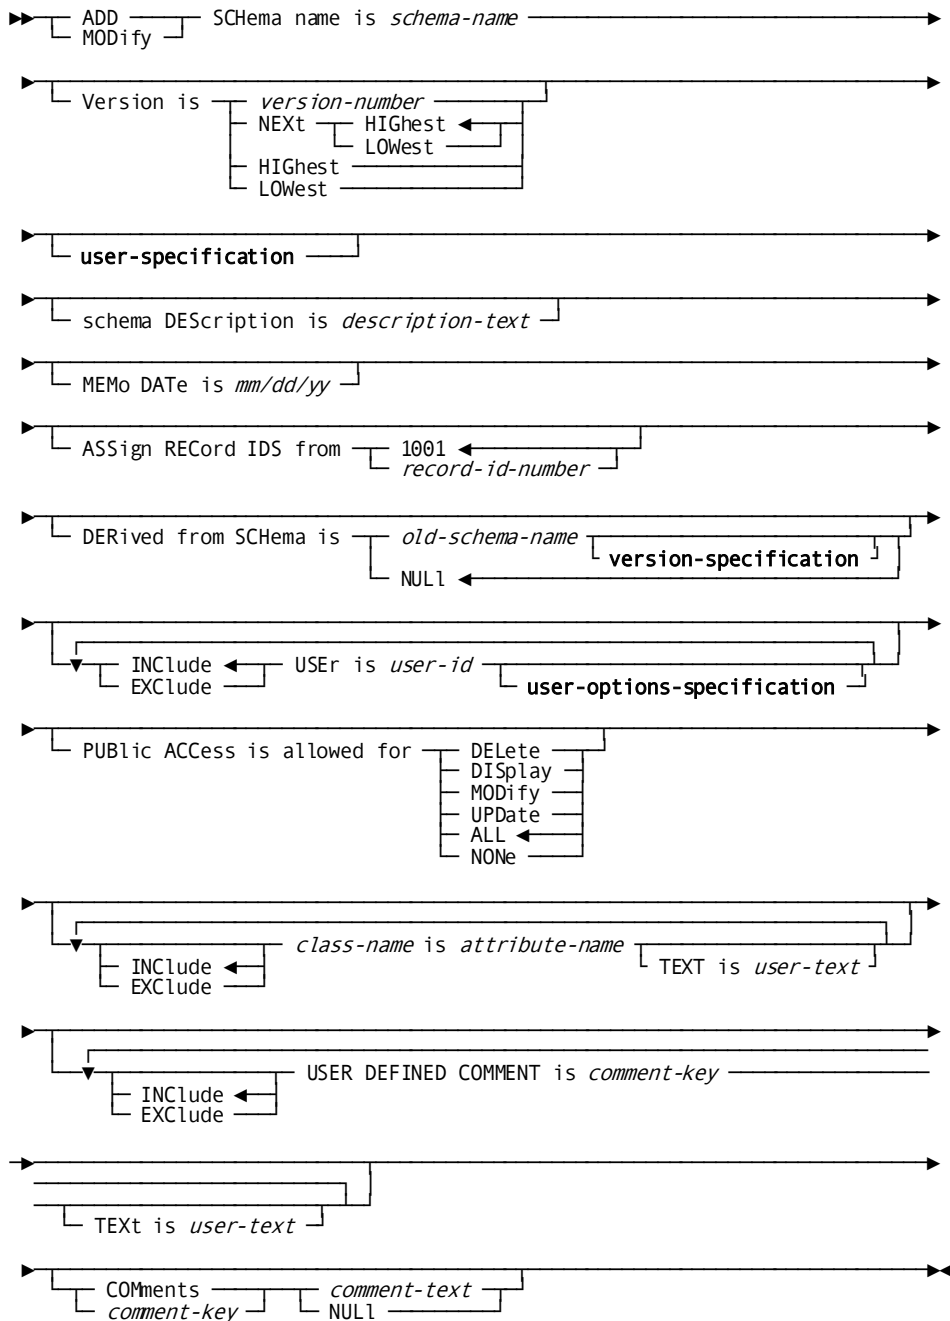 ADD SCHema name is schema-name
MODify
Version is version-number
NEXt HIGhest
LOWest
HIGhest
LOWest
user-specification
schema DEScription is description-text
MEMo DATe is mm/dd/yy
ASSign RECord IDS from 1001
record-id-number
DERived from SCHema is old-schema-name
version-specification
NULl
INClude USEr is user-id
EXClude user-options-specification
PUBlic ACCess is allowed for DELete
DISplay
MODify
UPDate
ALL
NONe
class-name is attribute-name
INClude TEXT is user-text
EXClude
USER DEFINED COMMENT is comment-key
INClude
EXClude
TEXt is user-text
COMments comment-text
comment-key NULl